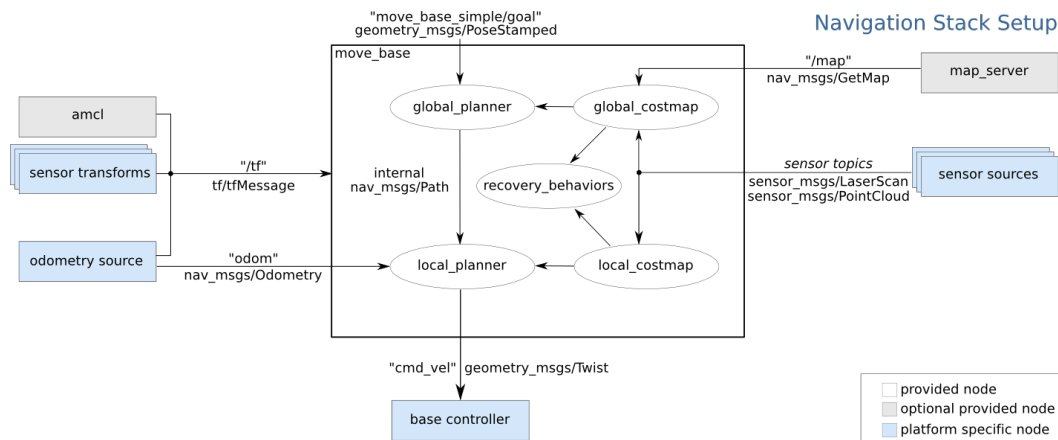 Navigation Stack Setup
"move_base_simple/goal"
geometry_msgs/PoseStamped
move_base
"/map"
nav_msgs/GetMap
map_server
amcl
global_planner
global_costmap
sensor transforms
"/tf"
tf/tfMessage
internal
nav_msgs/Path
recovery_behaviors
sensor topics
sensor_msgs/LaserScan
sensor_msgs/PointCloud
sensor sources
odometry source
"odom"
nav_msgs/Odometry
local_planner
local_costmap
"cmd_vel" geometry_msgs/Twist
base controller
provided node
optional provided node
platform specific node